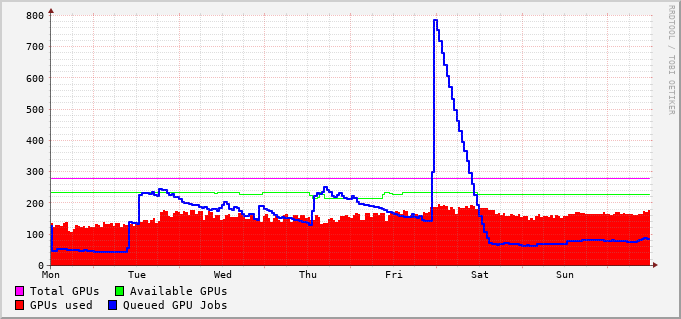 800
700
600
500
400
300
200
100
0
Mon Tue Wed Thu Fri Sat Sun
Total GPUs Available GPUs
GPUs used Queued GPU Jobs
RRDTOOL / TOBI OETIKER